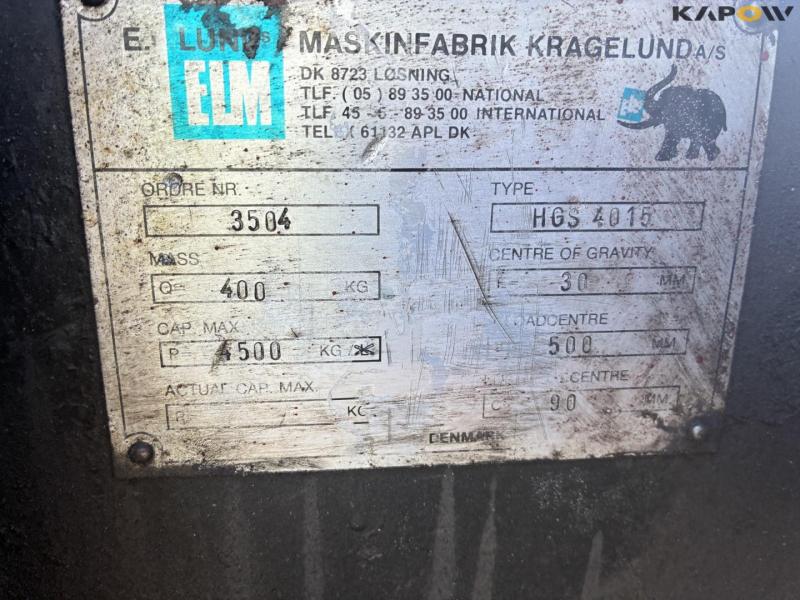 KAPOW
E. LUND'S MASKINFABRIK KRAGELUND A/S
ELM
DK 8723 LØSNING
TLF. (05) 89 35 00 NATIONAL
TLF. 45 - 5 - 89 35 00 INTERNATIONAL
TELEX 61132 APL DK
ORDRE NR. TYPE
3504 HGS 4015
MASS CENTRE OF GRAVITY
Q= 400 KG 30 MM
CAP. MAX. LOADCENTRE
P= 4500 KG 500 MM
ACTUAL CAP. MAX. CENTRE
KG C 90 MM
DENMARK